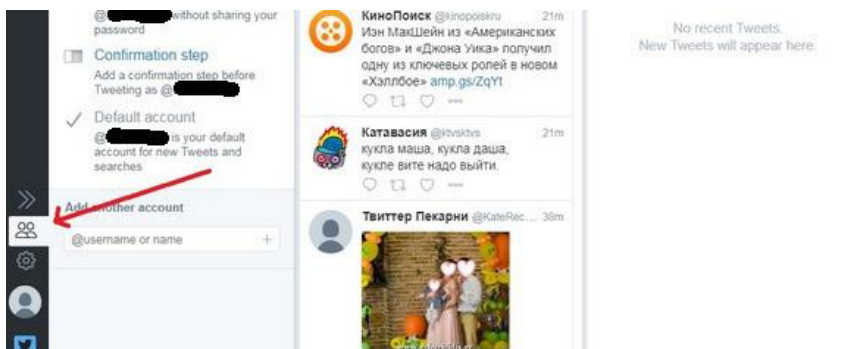 @ without sharing your
password
Confirmation step
Add a confirmation step before
Tweeting as @
Default account
@ is your default
account for new Tweets and
searches
Add another account
@username or name
КиноПоиск @kinopoiskru 21m
Иэн МакШейн из «Американских
богов» и «Джона Уика» получил
одну из ключевых ролей в новом
«Хэллбое» amp.gs/ZqYt
Катавасия @ktvsktvs 21m
кукла маша, кукла даша,
кукле вите надо выйти.
Твиттер Пекарни @KateRec... 38m
No recent Tweets.
New Tweets will appear here.